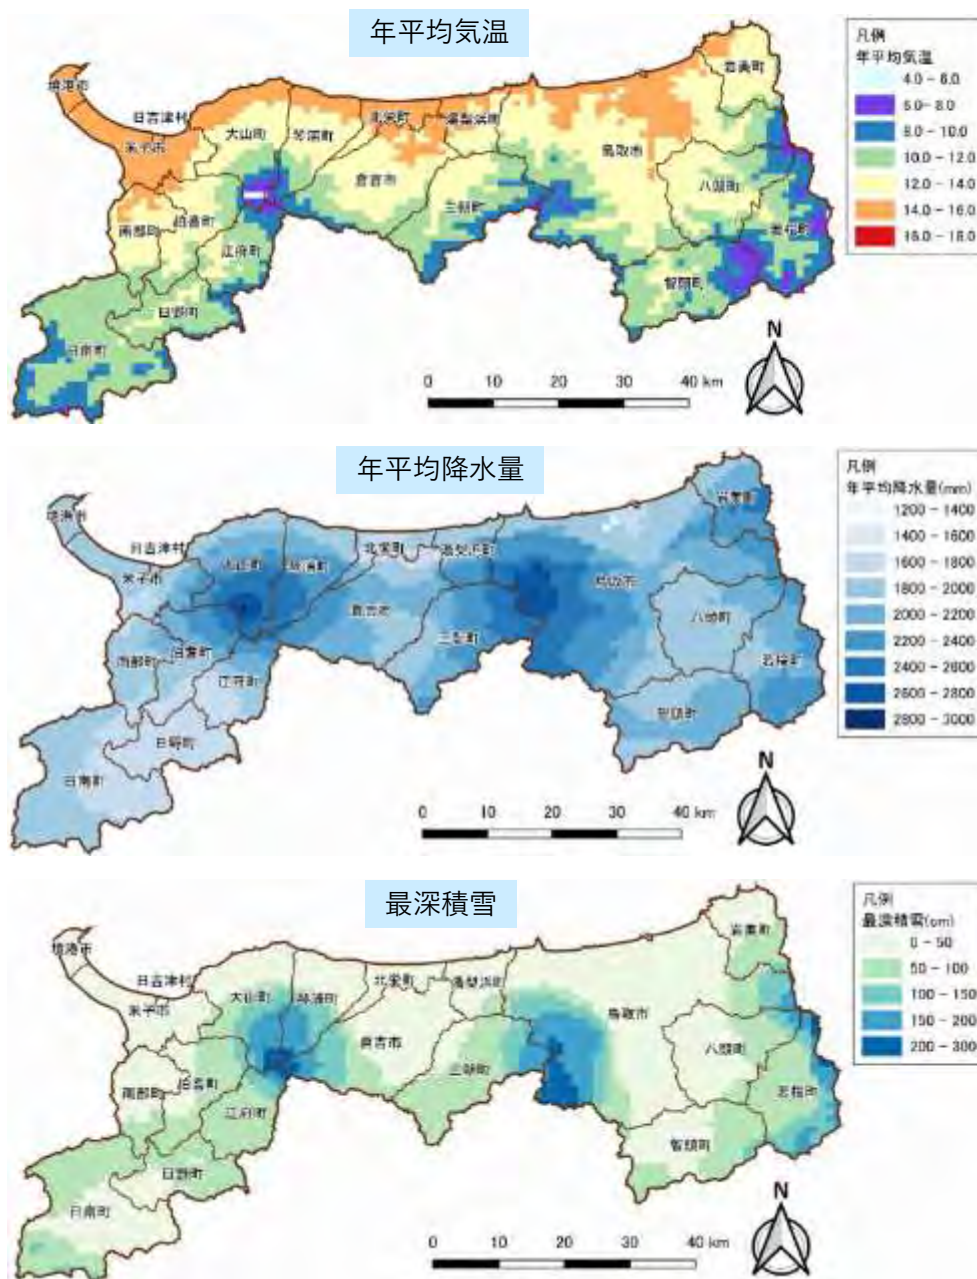 年平均気温
凡例
年平均気温
4.0 - 6.0
6.0 - 8.0
8.0 - 10.0
10.0 - 12.0
12.0 - 14.0
14.0 - 16.0
16.0 - 18.0
岩美町
境港市
日吉津村
米子市
大山町
琴浦町
北栄町
湯梨浜町
鳥取市
倉吉市
三朝町
八頭町
若桜町
智頭町
南部町
伯耆町
江府町
日野町
日南町
N
0 10 20 30 40 km
年平均降水量
凡例
年平均降水量(mm)
1200 - 1400
1400 - 1600
1600 - 1800
1800 - 2000
2000 - 2200
2200 - 2400
2400 - 2600
2600 - 2800
2800 - 3000
岩美町
境港市
日吉津村
米子市
大山町
琴浦町
北栄町
湯梨浜町
鳥取市
倉吉市
三朝町
八頭町
若桜町
智頭町
南部町
伯耆町
江府町
日野町
日南町
N
0 10 20 30 40 km
最深積雪
凡例
最深積雪(cm)
0 - 50
50 - 100
100 - 150
150 - 200
200 - 300
岩美町
境港市
日吉津村
米子市
大山町
琴浦町
北栄町
湯梨浜町
鳥取市
倉吉市
三朝町
八頭町
若桜町
智頭町
南部町
伯耆町
江府町
日野町
日南町
N
0 10 20 30 40 km